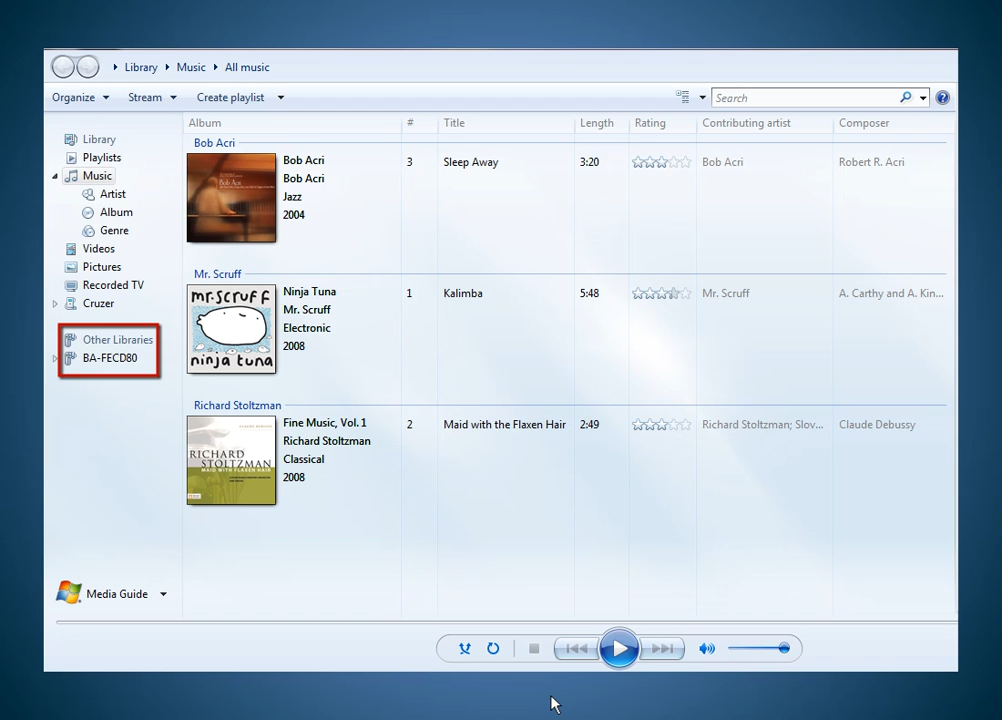 Library Music All music
Organize Stream Create playlist Search
Album # Title Length Rating Contributing artist Composer
Library
Playlists
Music
Artist
Album
Genre
Videos
Pictures
Recorded TV
Cruzer
Other Libraries
BA-FECD80
Media Guide
Bob Acri
Bob Acri 3 Sleep Away 3:20 Bob Acri Robert R. Acri
Bob Acri
Jazz
2004
Mr. Scruff
Ninja Tuna 1 Kalimba 5:48 Mr. Scruff A. Carthy and A. Kin...
Mr. Scruff
Electronic
2008
mr.scruff
ninja tuna
Richard Stoltzman
Fine Music, Vol. 1 2 Maid with the Flaxen Hair 2:49 Richard Stoltzman; Slov... Claude Debussy
Richard Stoltzman
Classical
2008
RICHARD
STOLTZMAN
MAID WITH FLAXEN HAIR